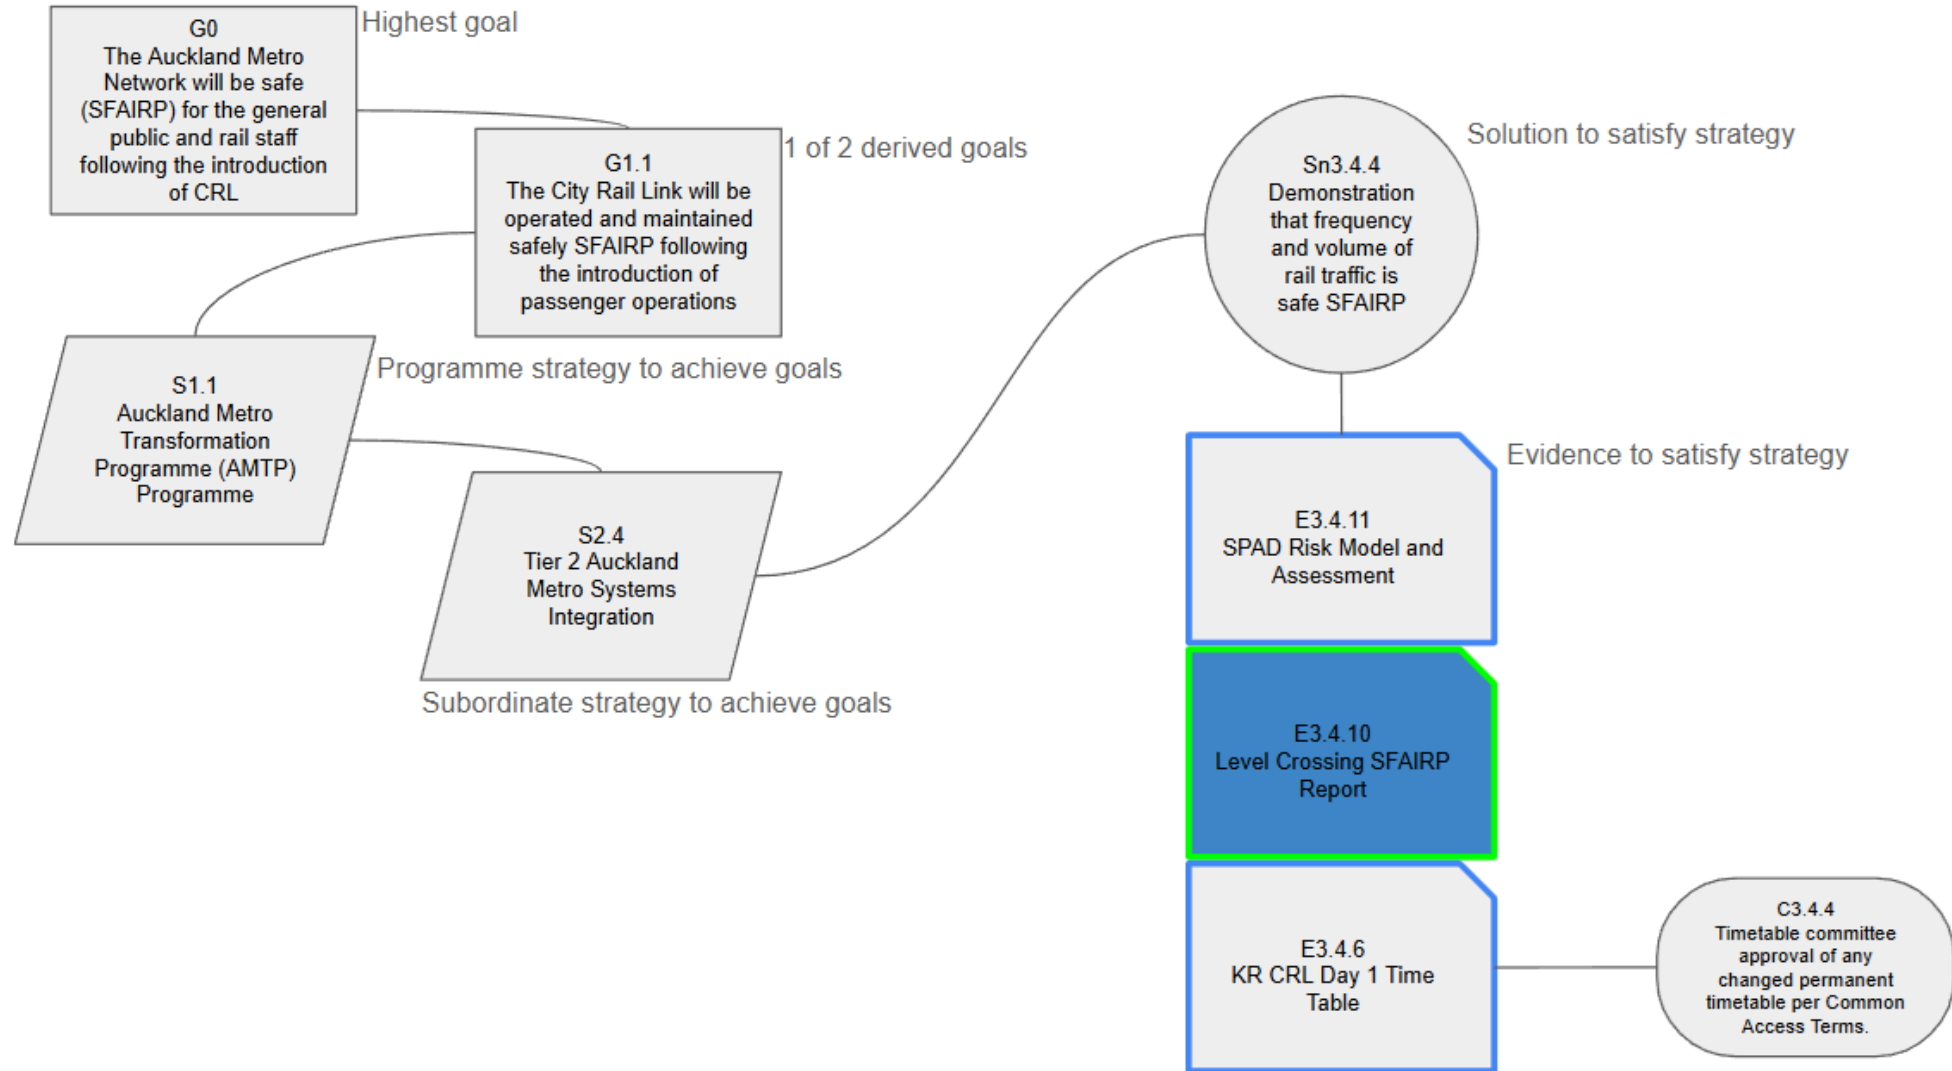 G0
The Auckland Metro
Network will be safe
(SFAIRP) for the general
public and rail staff
following the introduction
of CRL
Highest goal
G1.1
The City Rail Link will be
operated and maintained
safely SFAIRP following
the introduction of
passenger operations
1 of 2 derived goals
S1.1
Auckland Metro
Transformation
Programme (AMTP)
Programme
Programme strategy to achieve goals
S2.4
Tier 2 Auckland
Metro Systems
Integration
Subordinate strategy to achieve goals
Sn3.4.4
Demonstration
that frequency
and volume of
rail traffic is
safe SFAIRP
Solution to satisfy strategy
E3.4.11
SPAD Risk Model and
Assessment
Evidence to satisfy strategy
E3.4.10
Level Crossing SFAIRP
Report
E3.4.6
KR CRL Day 1 Time
Table
C3.4.4
Timetable committee
approval of any
changed permanent
timetable per Common
Access Terms.